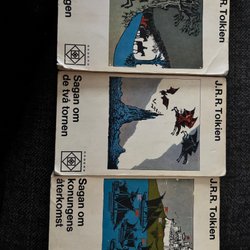 J.R.R. Tolkien
gen
J.R.R. Tolkien
Sagan om
de två tornen
J.R.R. Tolkien
Sagan om
konungens
återkomst